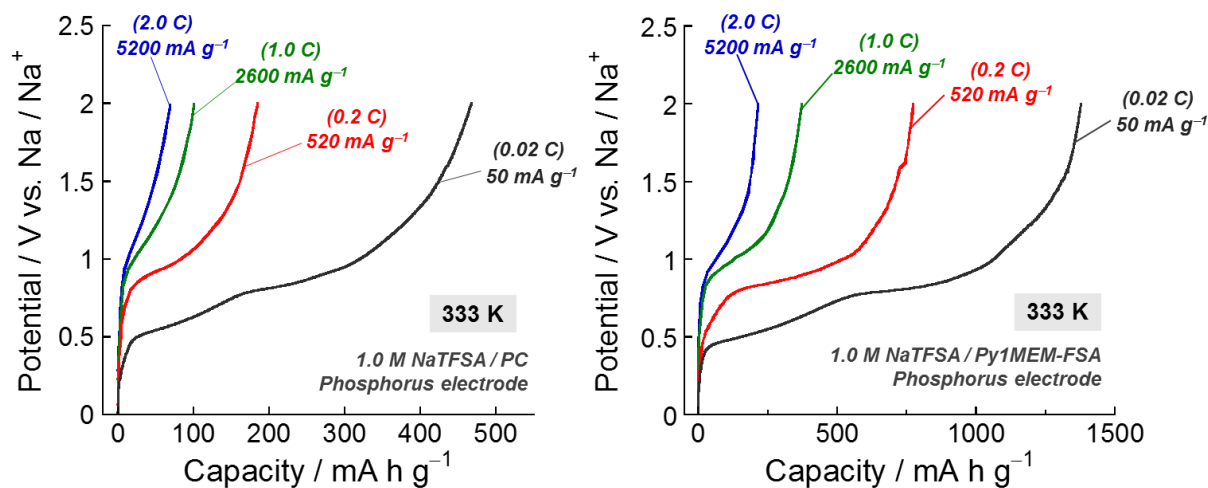 2.5
2
1.5
1
0.5
0
Potential / V vs. Na / Na⁺
(2.0 C)
5200 mA g⁻¹
(1.0 C)
2600 mA g⁻¹
(0.2 C)
520 mA g⁻¹
(0.02 C)
50 mA g⁻¹
333 K
1.0 M NaTFSA / PC
Phosphorus electrode
0 100 200 300 400 500
Capacity / mA h g⁻¹
2.5
2
1.5
1
0.5
0
Potential / V vs. Na / Na⁺
(2.0 C)
5200 mA g⁻¹
(1.0 C)
2600 mA g⁻¹
(0.2 C)
520 mA g⁻¹
(0.02 C)
50 mA g⁻¹
333 K
1.0 M NaTFSA / Py1MEM-FSA
Phosphorus electrode
0 500 1000 1500
Capacity / mA h g⁻¹